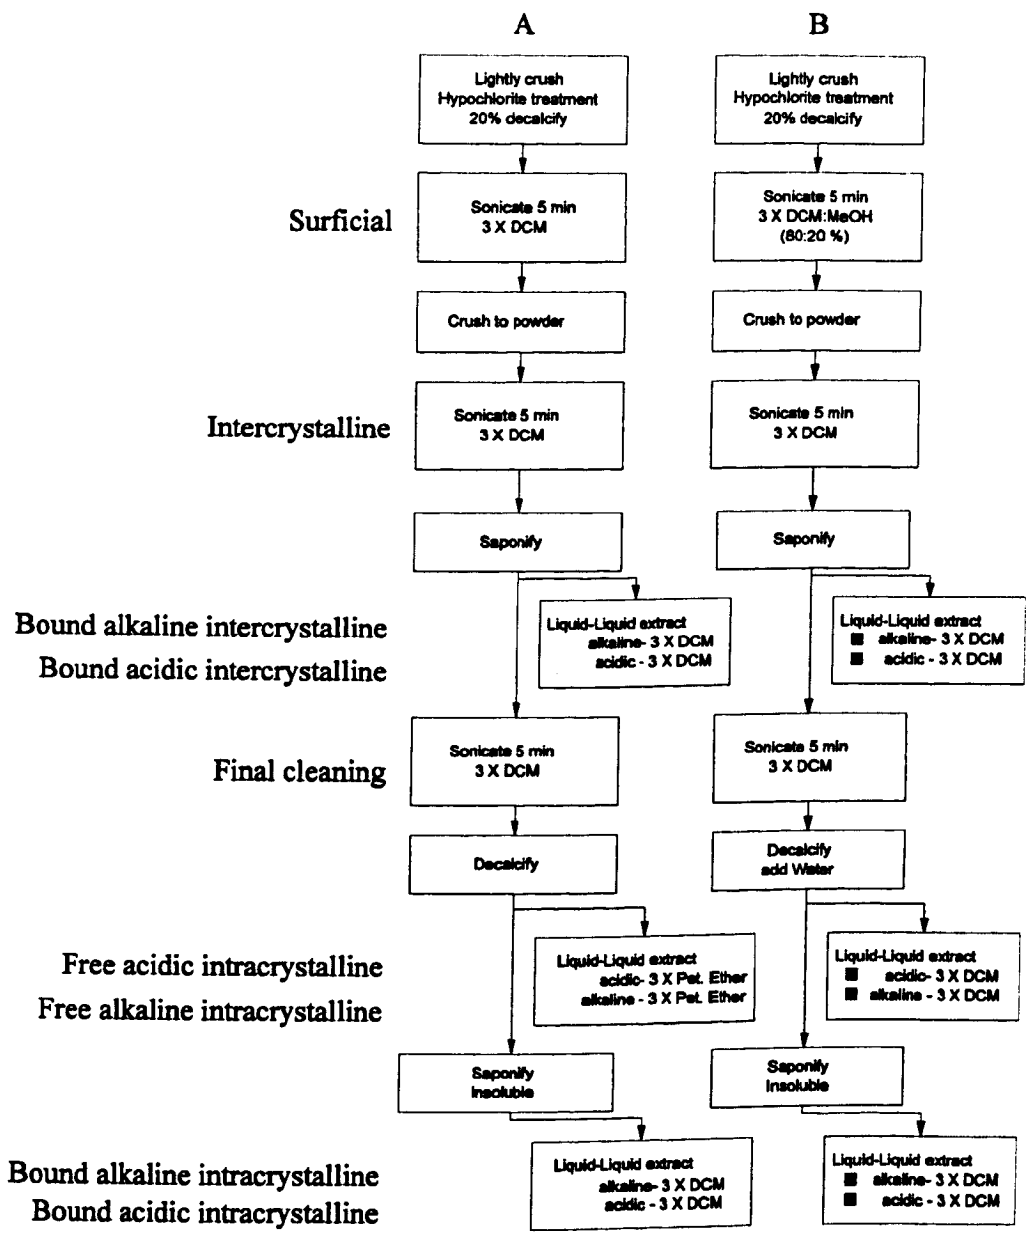 A
B
Lightly crush
Hypochlorite treatment
20% decalcify
Lightly crush
Hypochlorite treatment
20% decalcify
Surficial
Sonicate 5 min
3 X DCM
Sonicate 5 min
3 X DCM:MeOH
(80:20 %)
Crush to powder
Crush to powder
Intercrystalline
Sonicate 5 min
3 X DCM
Sonicate 5 min
3 X DCM
Saponify
Saponify
Bound alkaline intercrystalline
Bound acidic intercrystalline
Liquid-Liquid extract
alkaline- 3 X DCM
acidic - 3 X DCM
Liquid-Liquid extract
■ alkaline- 3 X DCM
■ acidic - 3 X DCM
Final cleaning
Sonicate 5 min
3 X DCM
Sonicate 5 min
3 X DCM
Decalcify
Decalcify
add Water
Free acidic intracrystalline
Free alkaline intracrystalline
Liquid-Liquid extract
acidic- 3 X Pet. Ether
alkaline - 3 X Pet. Ether
Liquid-Liquid extract
■ acidic- 3 X DCM
■ alkaline - 3 X DCM
Saponify
Insoluble
Saponify
Insoluble
Bound alkaline intracrystalline
Bound acidic intracrystalline
Liquid-Liquid extract
alkaline- 3 X DCM
acidic - 3 X DCM
Liquid-Liquid extract
■ alkaline- 3 X DCM
■ acidic - 3 X DCM